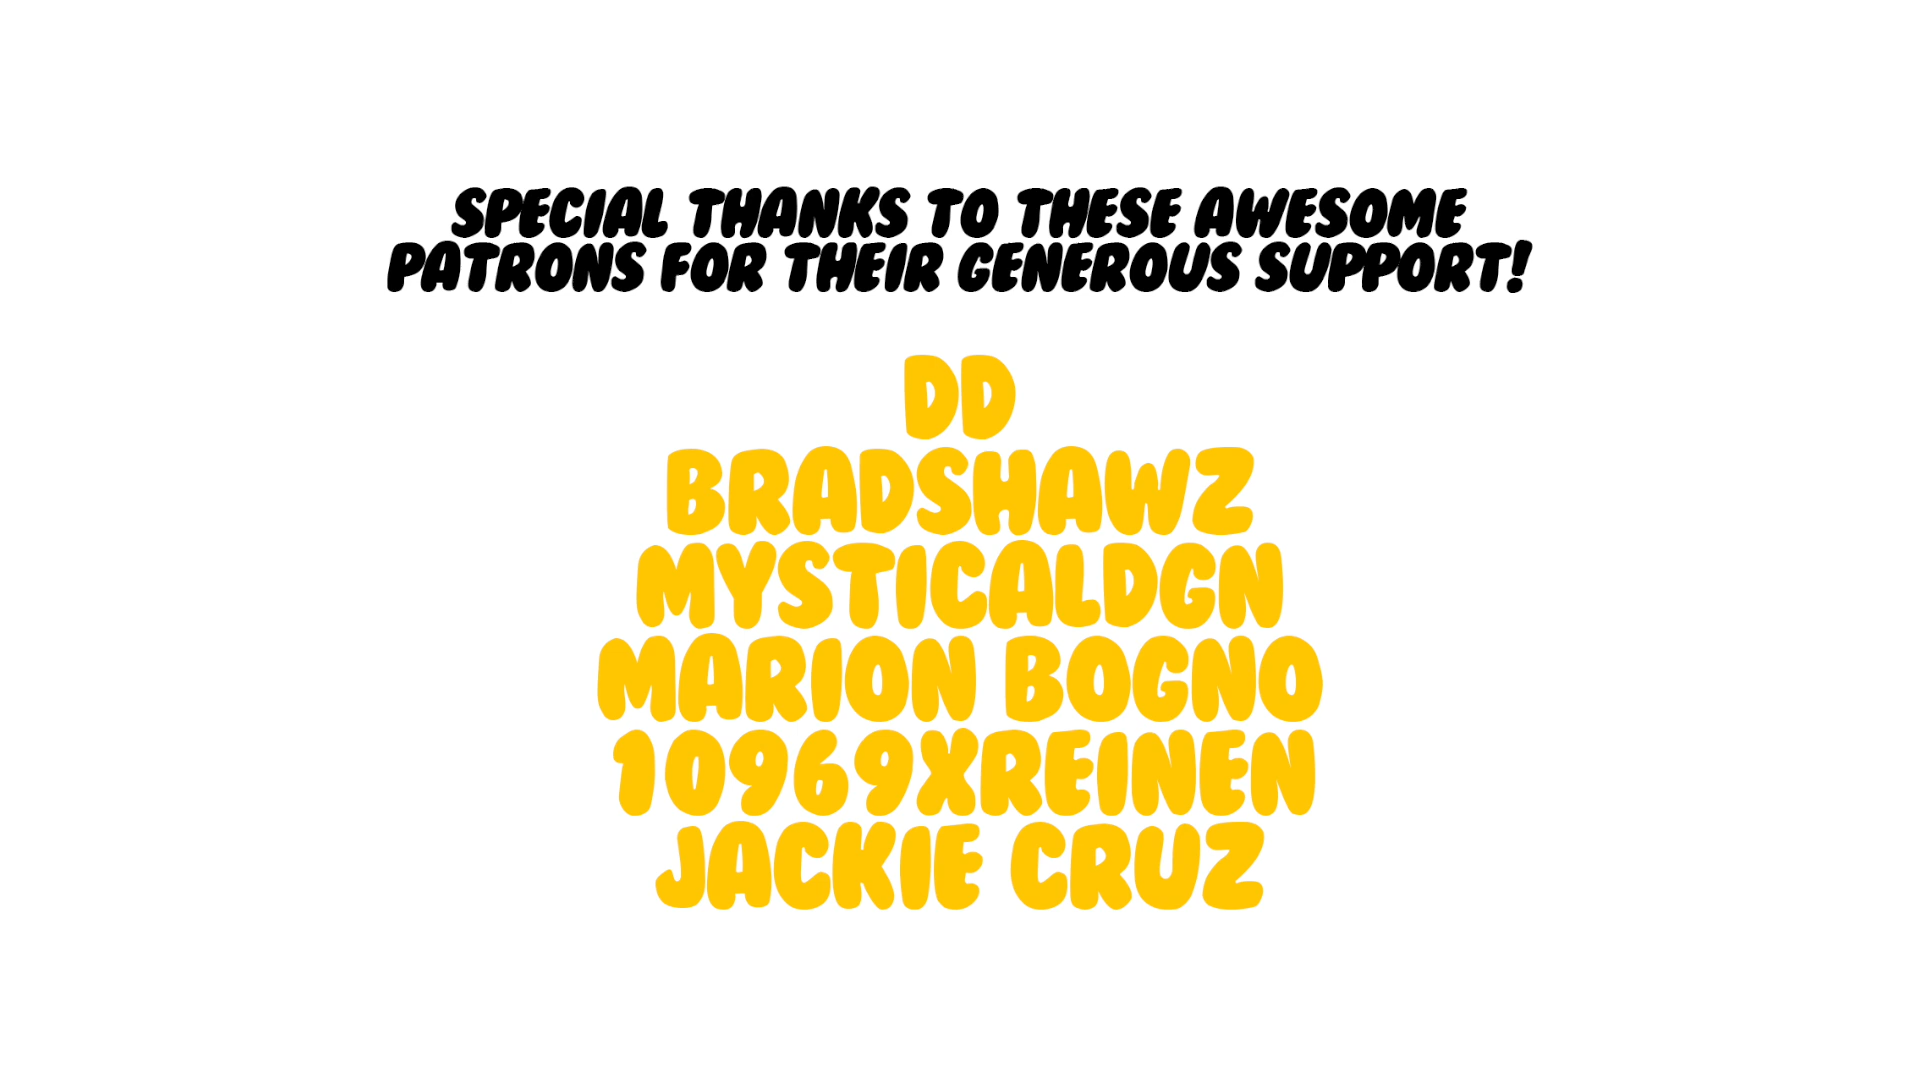 SPECIAL THANKS TO THESE AWESOME
PATRONS FOR THEIR GENEROUS SUPPORT!
DD
BRADSHAWZ
MYSTICALDGN
MARION BOGNO
10969XREINEN
JACKIE CRUZ